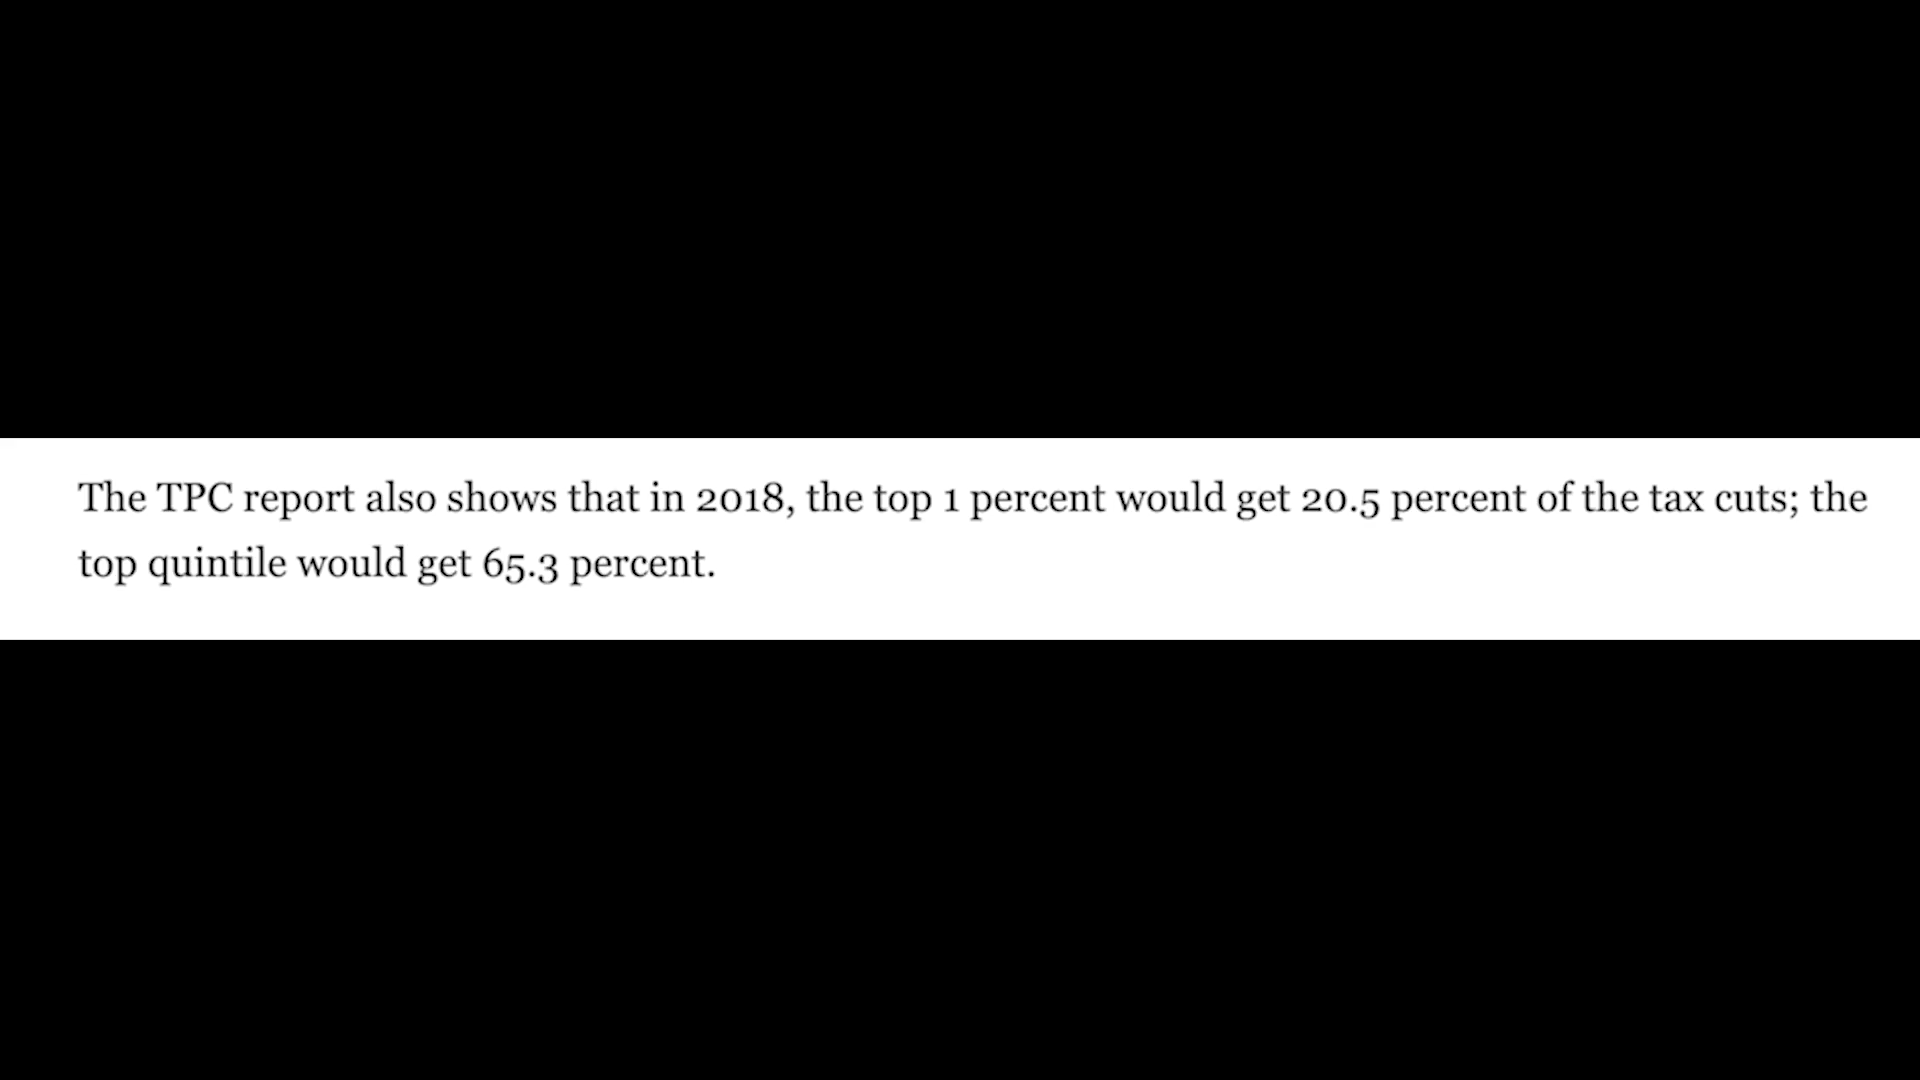 The TPC report also shows that in 2018, the top 1 percent would get 20.5 percent of the tax cuts; the
top quintile would get 65.3 percent.